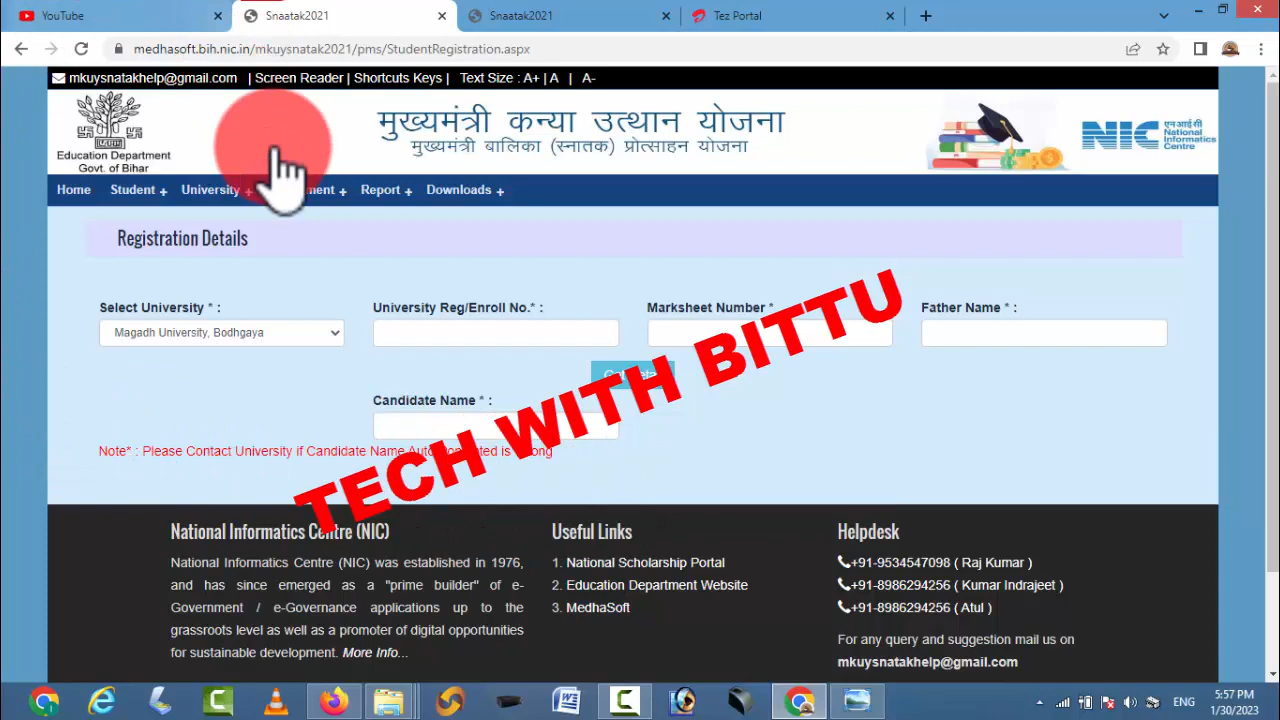 YouTube
Snaatak2021
Snaatak2021
Tez Portal
medhasoft.bih.nic.in/mkuysnatak2021/pms/StudentRegistration.aspx
mkuysnatakhelp@gmail.com | Screen Reader | Shortcuts Keys | Text Size : A+ | A | A-
Education Department
Govt. of Bihar
मुख्यमंत्री कन्या उत्थान योजना
मुख्यमंत्री बालिका (स्नातक) प्रोत्साहन योजना
NIC
एन आई सी
National
Informatics
Centre
Home Student + University + ment + Report + Downloads +
Registration Details
Select University * :
University Reg/Enroll No.* :
Marksheet Number *
Father Name * :
Magadh University, Bodhgaya
Candidate Name * :
Note* : Please Contact University if Candidate Name
TECH WITH BITTU
National Informatics Centre (NIC)
National Informatics Centre (NIC) was established in 1976,
and has since emerged as a "prime builder" of e-
Government / e-Governance applications up to the
grassroots level as well as a promoter of digital opportunities
for sustainable development. More Info...
Useful Links
1. National Scholarship Portal
2. Education Department Website
3. MedhaSoft
Helpdesk
+91-9534547098 ( Raj Kumar )
+91-8986294256 ( Kumar Indrajeet )
+91-8986294256 ( Atul )
For any query and suggestion mail us on
mkuysnatakhelp@gmail.com
ENG
5:57 PM
1/30/2023